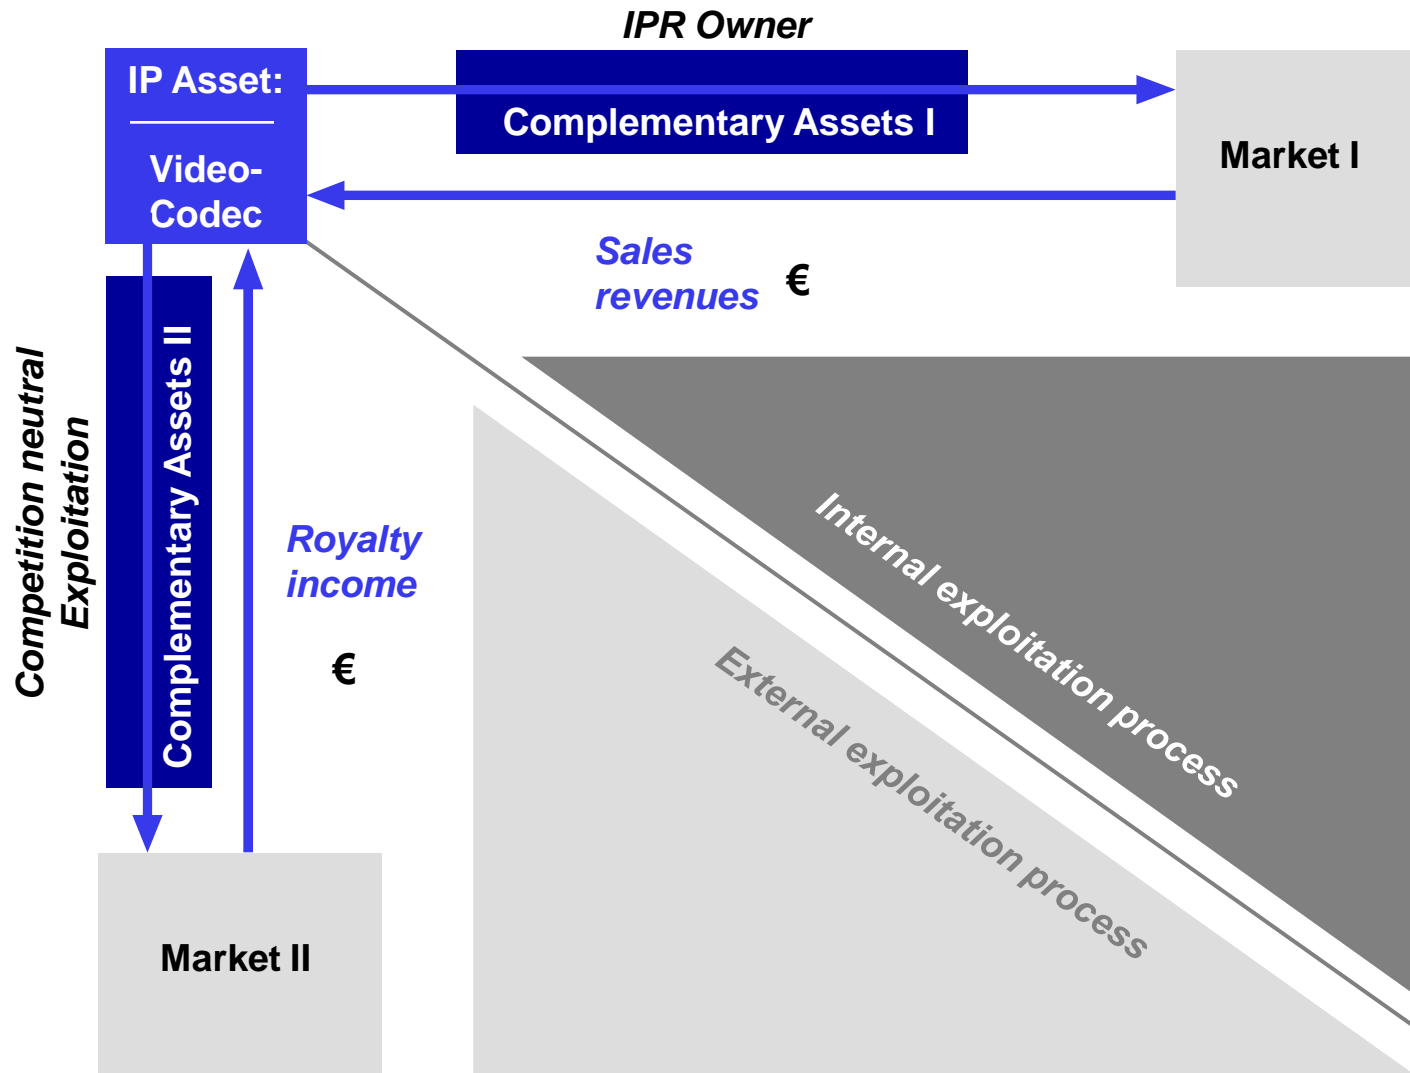 IPR Owner
IP Asset:
Video-
Codec
Complementary Assets I
Market I
Sales
revenues €
Competition neutral
Exploitation
Complementary Assets II
Royalty
income
€
Internal exploitation process
External exploitation process
Market II